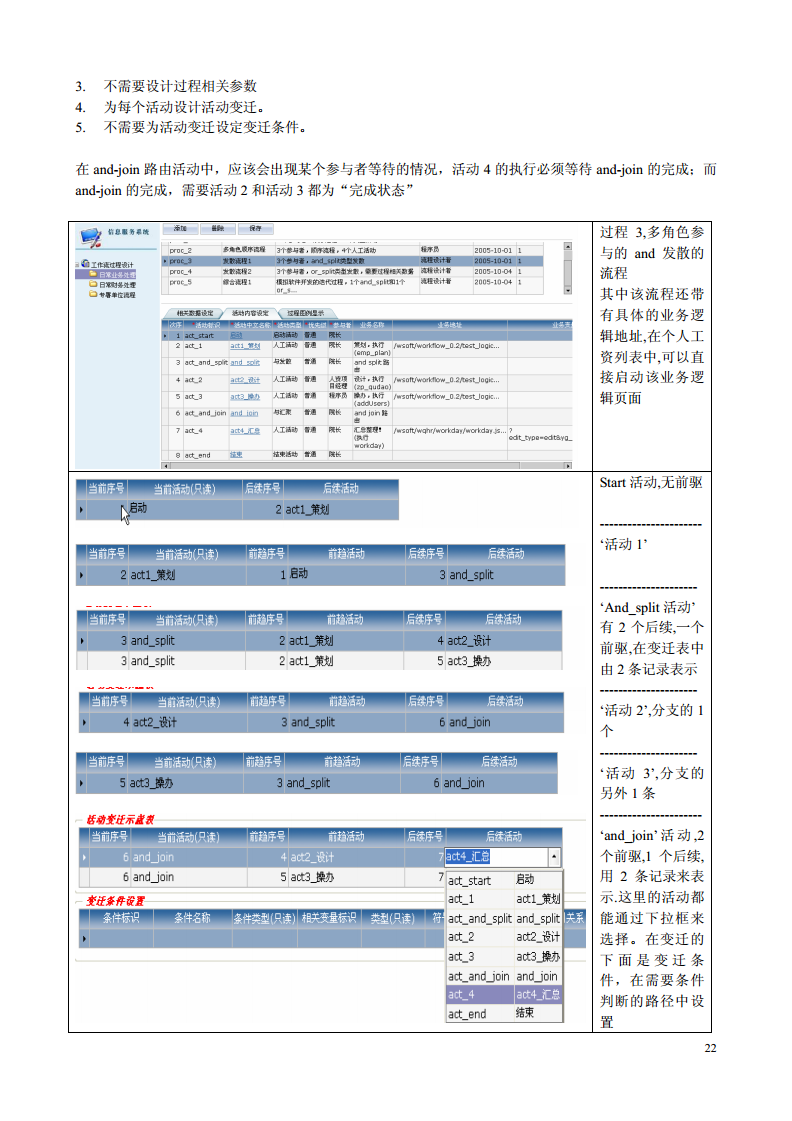 3. 不需要设计过程相关参数
4. 为每个活动设计活动变迁。
5. 不需要为活动变迁设定变迁条件。
在 and-join 路由活动中，应该会出现某个参与者等待的情况，活动 4 的执行必须等待 and-join 的完成；而
and-join 的完成，需要活动 2 和活动 3 都为“完成状态”
信息服务系统
工作流过程设计
日常业务处理
日常财务处理
专署单位流程
添加 删除 保存
proc_2 多角色顺序流程 3个参与者，顺序流程，4个人工活动 程序员 2005-10-01 1
proc_3 发散流程1 3个参与者，and_split类型发散 流程设计者 2005-10-01 1
proc_4 发散流程2 3个参与者，or_split类型发散，需要过程相关数据 流程设计者 2005-10-04 1
proc_5 综合流程1 模拟软件开发的迭代过程，1个and_split和1个 流程设计者 2005-10-04 1
or_s...
相关数据设定 活动内容设定 过程图例显示
次序 活动标识 活动中文名称 活动类型 优先级 参与者 业务名称 业务地址
1 act_start 启动 启动活动 普通 院长
2 act_1 act1_策划 人工活动 普通 院长 策划，执行 /wsoft/workflow_0.2/test_logic...
(emp_plan)
3 act_and_split and_split 与发散 普通 院长 and split 路
由
4 act_2 act2_设计 人工活动 普通 人资项 设计，执行 /wsoft/workflow_0.2/test_logic...
目经理 (zp_qudao)
5 act_3 act3_操办 人工活动 普通 程序员 操办，执行 /wsoft/workflow_0.2/test_logic...
(addUsers)
6 act_and_join and_join 与汇聚 普通 院长 and join 路
由
7 act_4 act4_汇总 人工活动 普通 院长 汇总整理! /wsoft/wqhr/workday/workday.js... ?
(执行 edit_type=edit&yg_
workday)
8 act_end 结束 结束活动 普通 院长
过程 3,多角色参
与的 and 发散的
流程
其中该流程还带
有具体的业务逻
辑地址,在个人工
资列表中,可以直
接启动该业务逻
辑页面
当前序号 当前活动(只读) 后续序号 后续活动
启动 2 act1_策划
Start 活动,无前驱
----------------------
当前序号 当前活动(只读) 前趋序号 前趋活动 后续序号 后续活动
2 act1_策划 1 启动 3 and_split
‘活动 1’
---------------------
当前序号 当前活动(只读) 前趋序号 前趋活动 后续序号 后续活动
3 and_split 2 act1_策划 4 act2_设计
3 and_split 2 act1_策划 5 act3_操办
‘And_split 活动’
有 2 个后续,一个
前驱,在变迁表中
由 2 条记录表示
---------------------
当前序号 当前活动(只读) 前趋序号 前趋活动 后续序号 后续活动
4 act2_设计 3 and_split 6 and_join
‘活动 2’,分支的 1
个
---------------------
当前序号 当前活动(只读) 前趋序号 前趋活动 后续序号 后续活动
5 act3_操办 3 and_split 6 and_join
‘活动 3’,分支的
另外 1 条
----------------------
活动变迁示意表
当前序号 当前活动(只读) 前趋序号 前趋活动 后续序号 后续活动
6 and_join 4 act2_设计 7 act4_汇总
6 and_join 5 act3_操办 7
变迁条件设置
条件标识 条件名称 条件类型(只读) 相关变量标识 类型(只读) 符 关系
act_start 启动
act_1 act1_策划
act_and_split and_split
act_2 act2_设计
act_3 act3_操办
act_and_join and_join
act_4 act4_汇总
act_end 结束
‘and_join’活动,2
个前驱,1 个后续,
用 2 条记录来表
示.这里的活动都
能通过下拉框来
选择。在变迁的
下面是变迁条
件，在需要条件
判断的路径中设
置
22